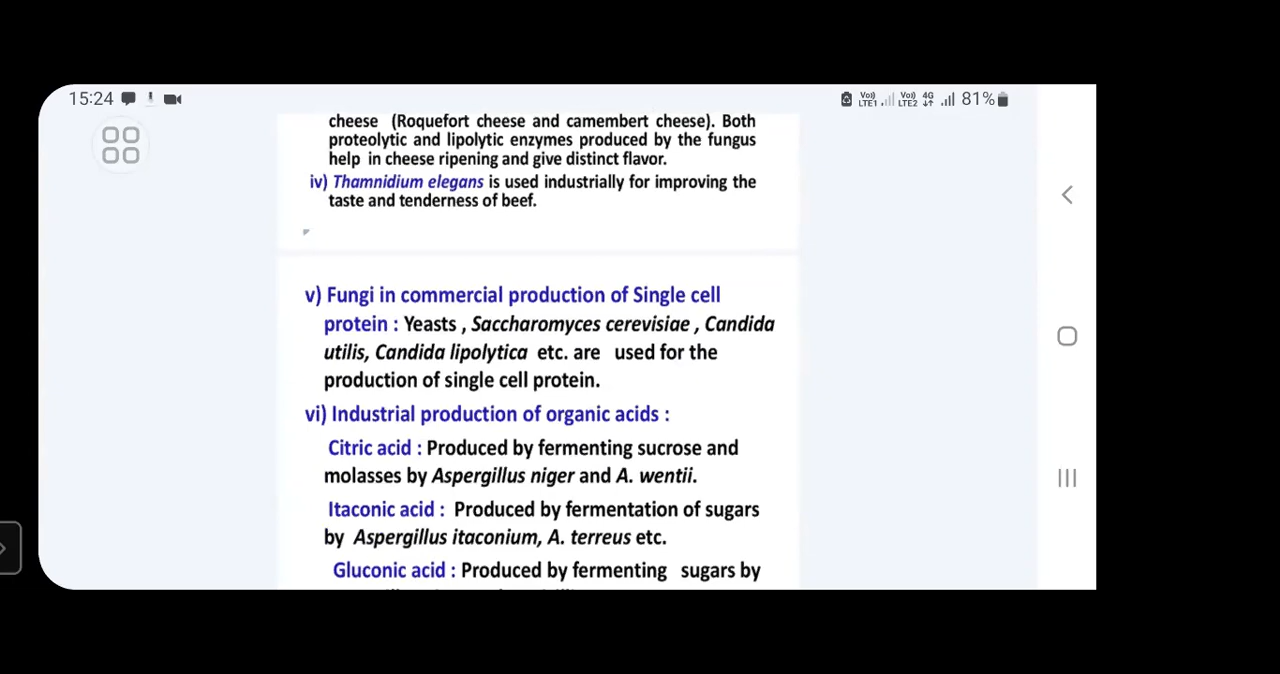 15:24
Vo)) LTE1 Vo)) LTE2 4G 81%
cheese (Roquefort cheese and camembert cheese). Both
proteolytic and lipolytic enzymes produced by the fungus
help in cheese ripening and give distinct flavor.
iv) Thamnidium elegans is used industrially for improving the
taste and tenderness of beef.
v) Fungi in commercial production of Single cell
protein : Yeasts , Saccharomyces cerevisiae , Candida
utilis, Candida lipolytica etc. are used for the
production of single cell protein.
vi) Industrial production of organic acids :
Citric acid : Produced by fermenting sucrose and
molasses by Aspergillus niger and A. wentii.
Itaconic acid : Produced by fermentation of sugars
by Aspergillus itaconium, A. terreus etc.
Gluconic acid : Produced by fermenting sugars by